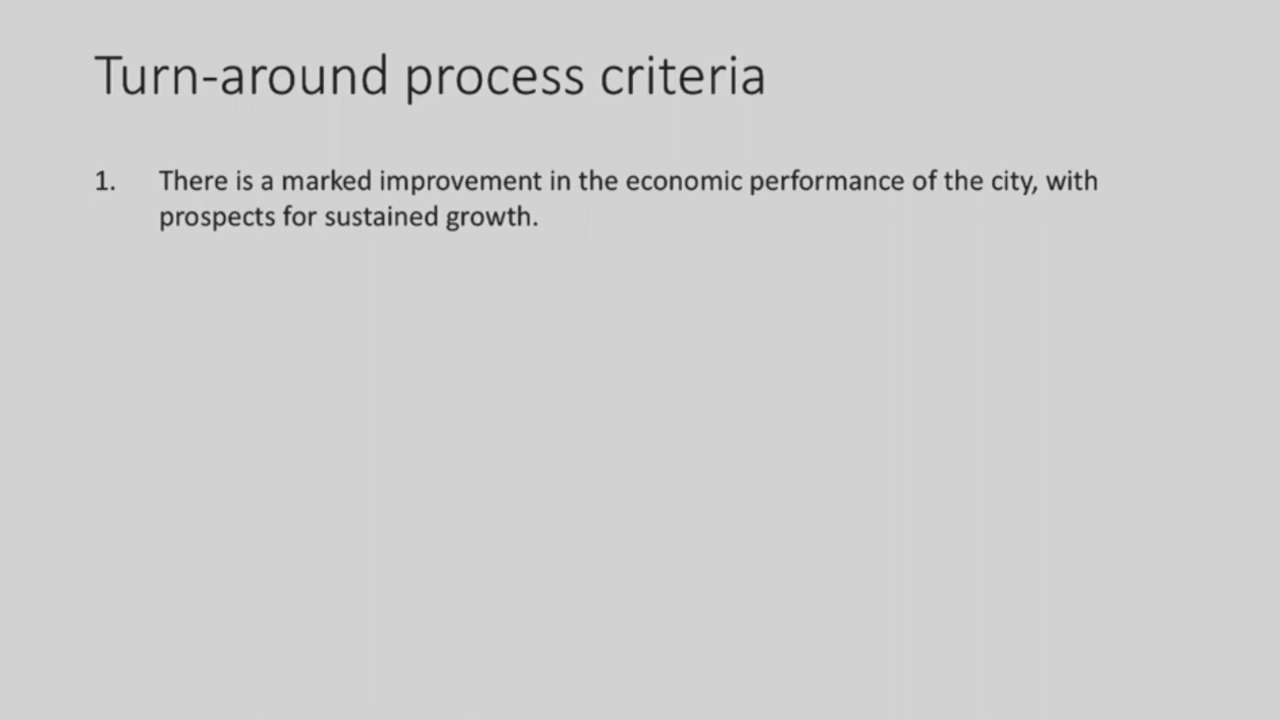 Turn-around process criteria
1. There is a marked improvement in the economic performance of the city, with
prospects for sustained growth.